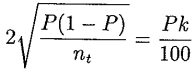 2\sqrt{\frac{P(1-P)}{n_t}} = \frac{Pk}{100}